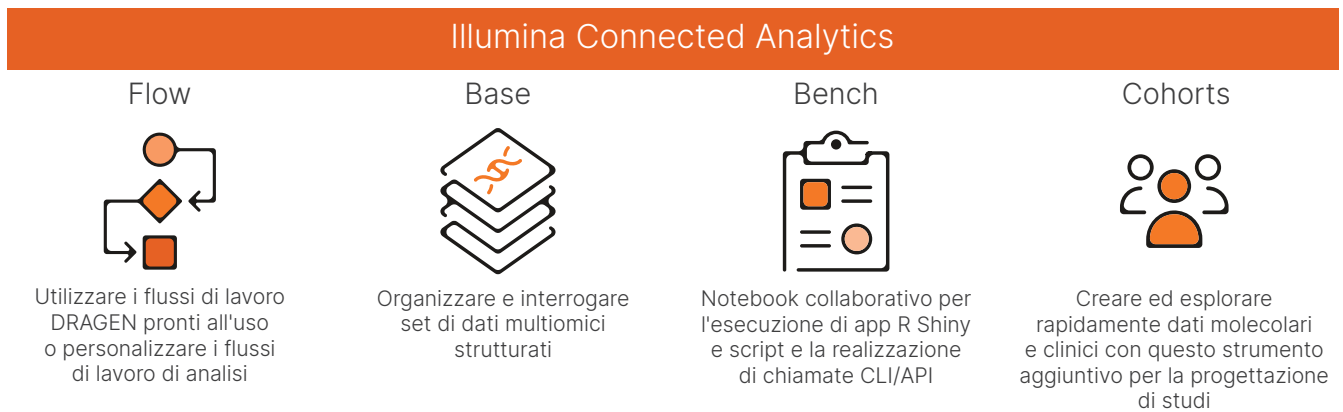 Illumina Connected Analytics
Flow
Utilizzare i flussi di lavoro
DRAGEN pronti all'uso
o personalizzare i flussi
di lavoro di analisi
Base
Organizzare e interrogare
set di dati multiomici
strutturati
Bench
Notebook collaborativo per
l'esecuzione di app R Shiny
e script e la realizzazione
di chiamate CLI/API
Cohorts
Creare ed esplorare
rapidamente dati molecolari
e clinici con questo strumento
aggiuntivo per la progettazione
di studi